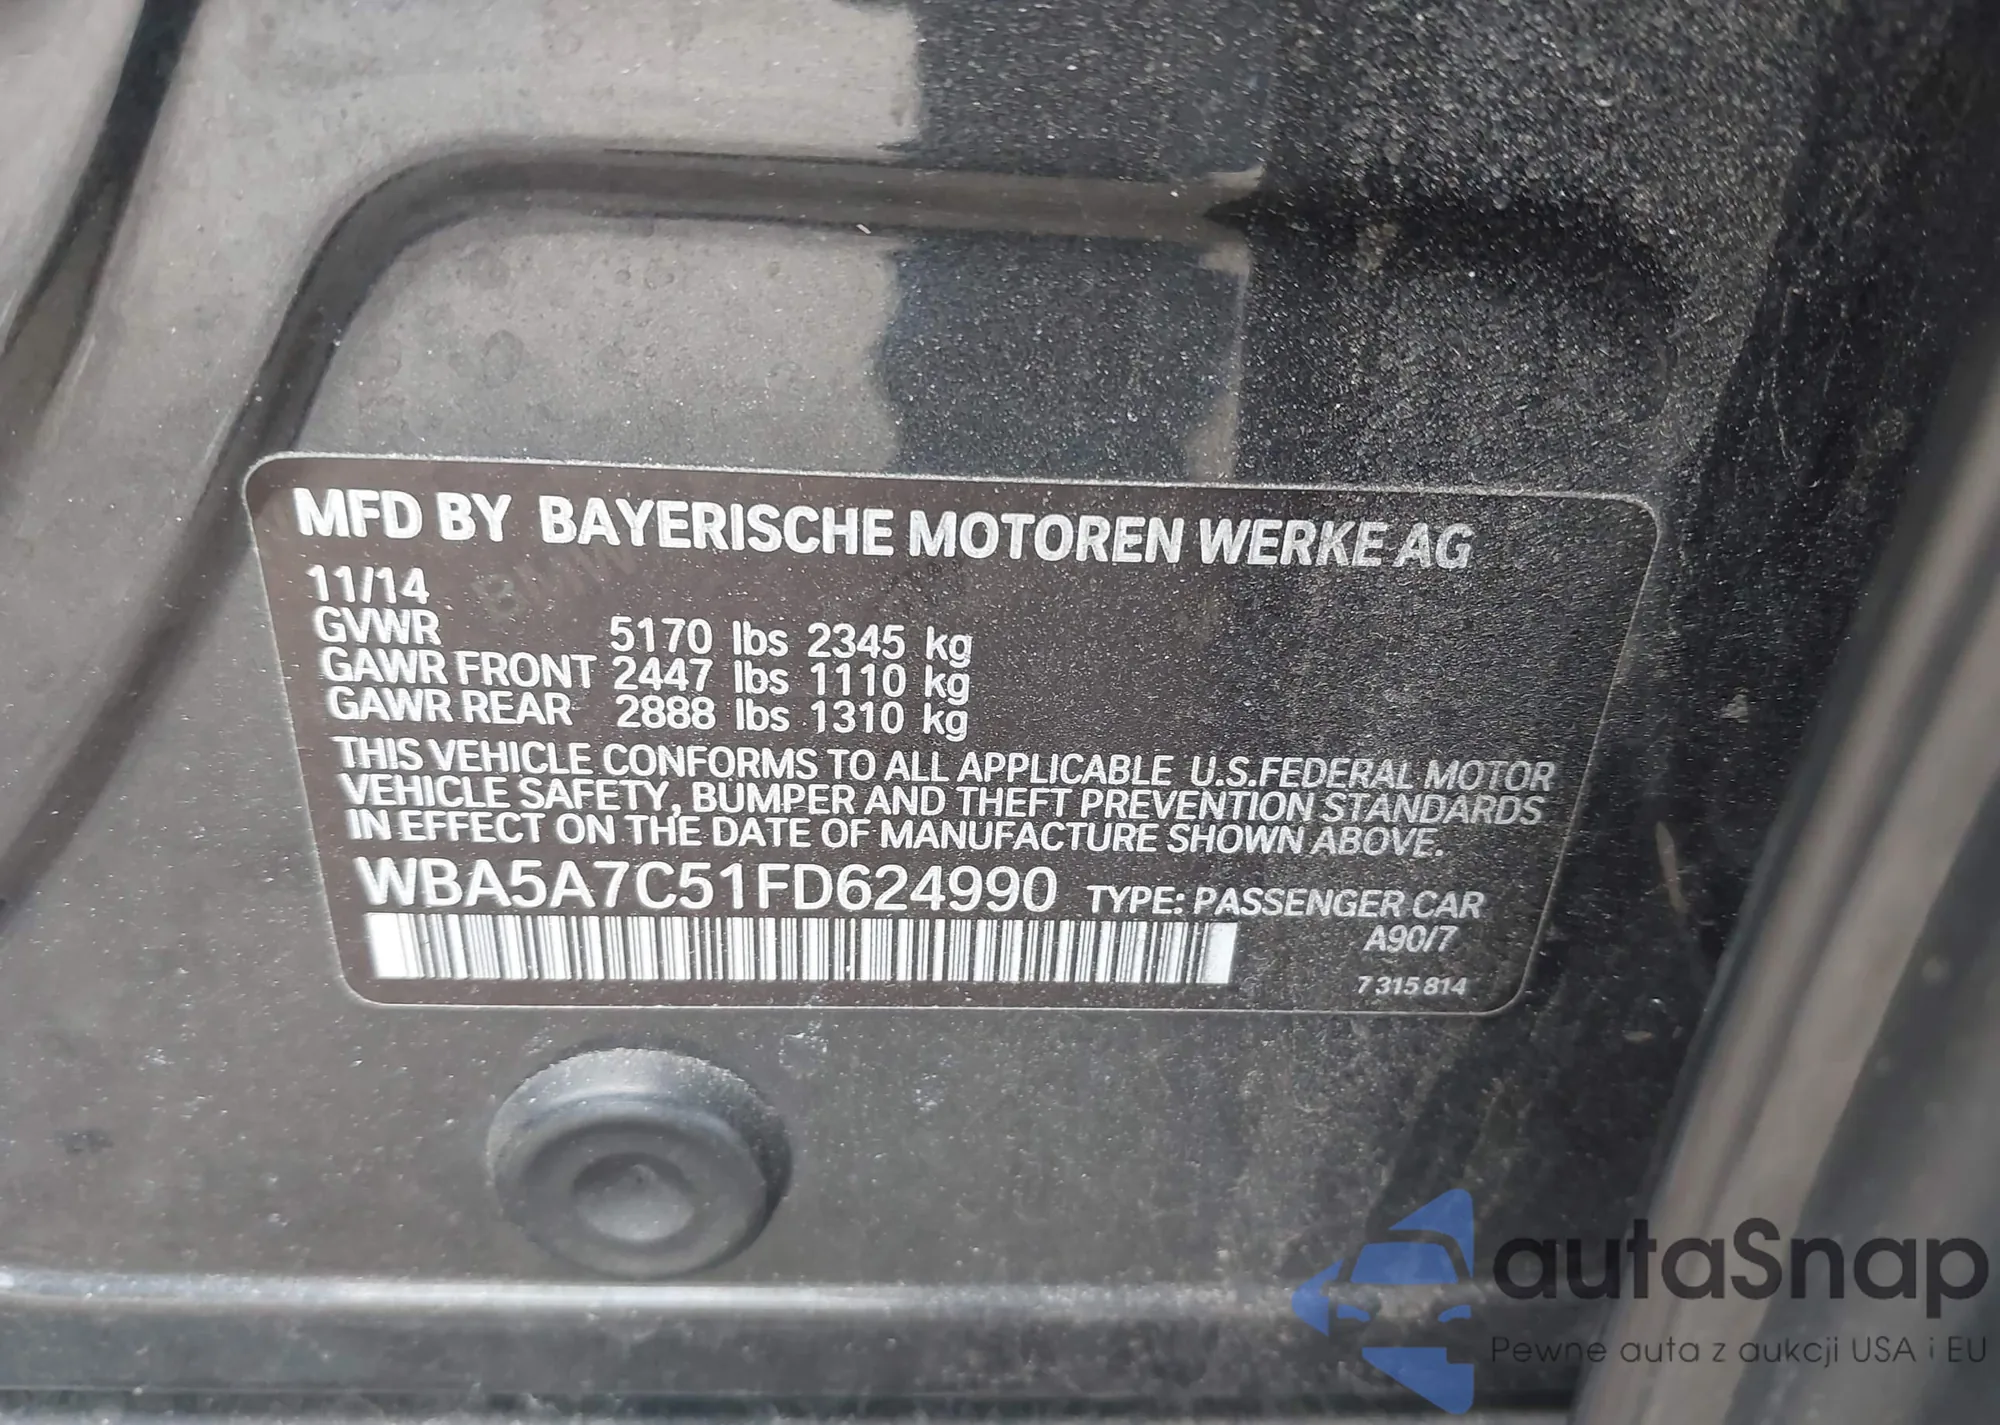 MFD BY BAYERISCHE MOTOREN WERKE AG
11/14
GVWR 5170 lbs 2345 kg
GAWR FRONT 2447 lbs 1110 kg
GAWR REAR 2888 lbs 1310 kg
THIS VEHICLE CONFORMS TO ALL APPLICABLE U.S.FEDERAL MOTOR
VEHICLE SAFETY, BUMPER AND THEFT PREVENTION STANDARDS
IN EFFECT ON THE DATE OF MANUFACTURE SHOWN ABOVE.
WBA5A7C51FD624990 TYPE: PASSENGER CAR
A90/7
7 315 814
autaSnap
Pewne auta z aukcji USA i EU